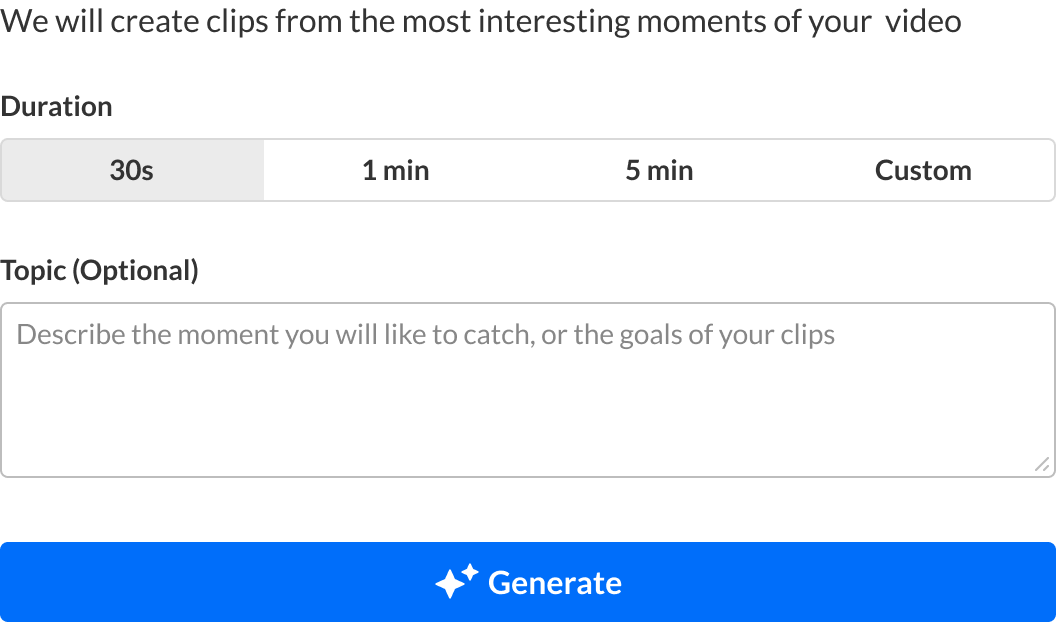 We will create clips from the most interesting moments of your  video
Duration
30s 1 min 5 min Custom
Topic (Optional)
Describe the moment you will like to catch, or the goals of your clips
Generate